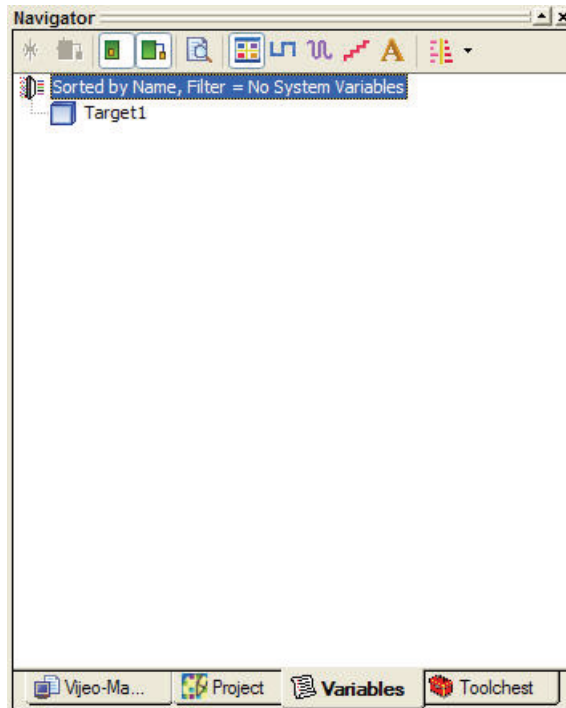 Navigator
A
Sorted by Name, Filter = No System Variables
Target1
Vijeo-Ma...
Project
Variables
Toolchest